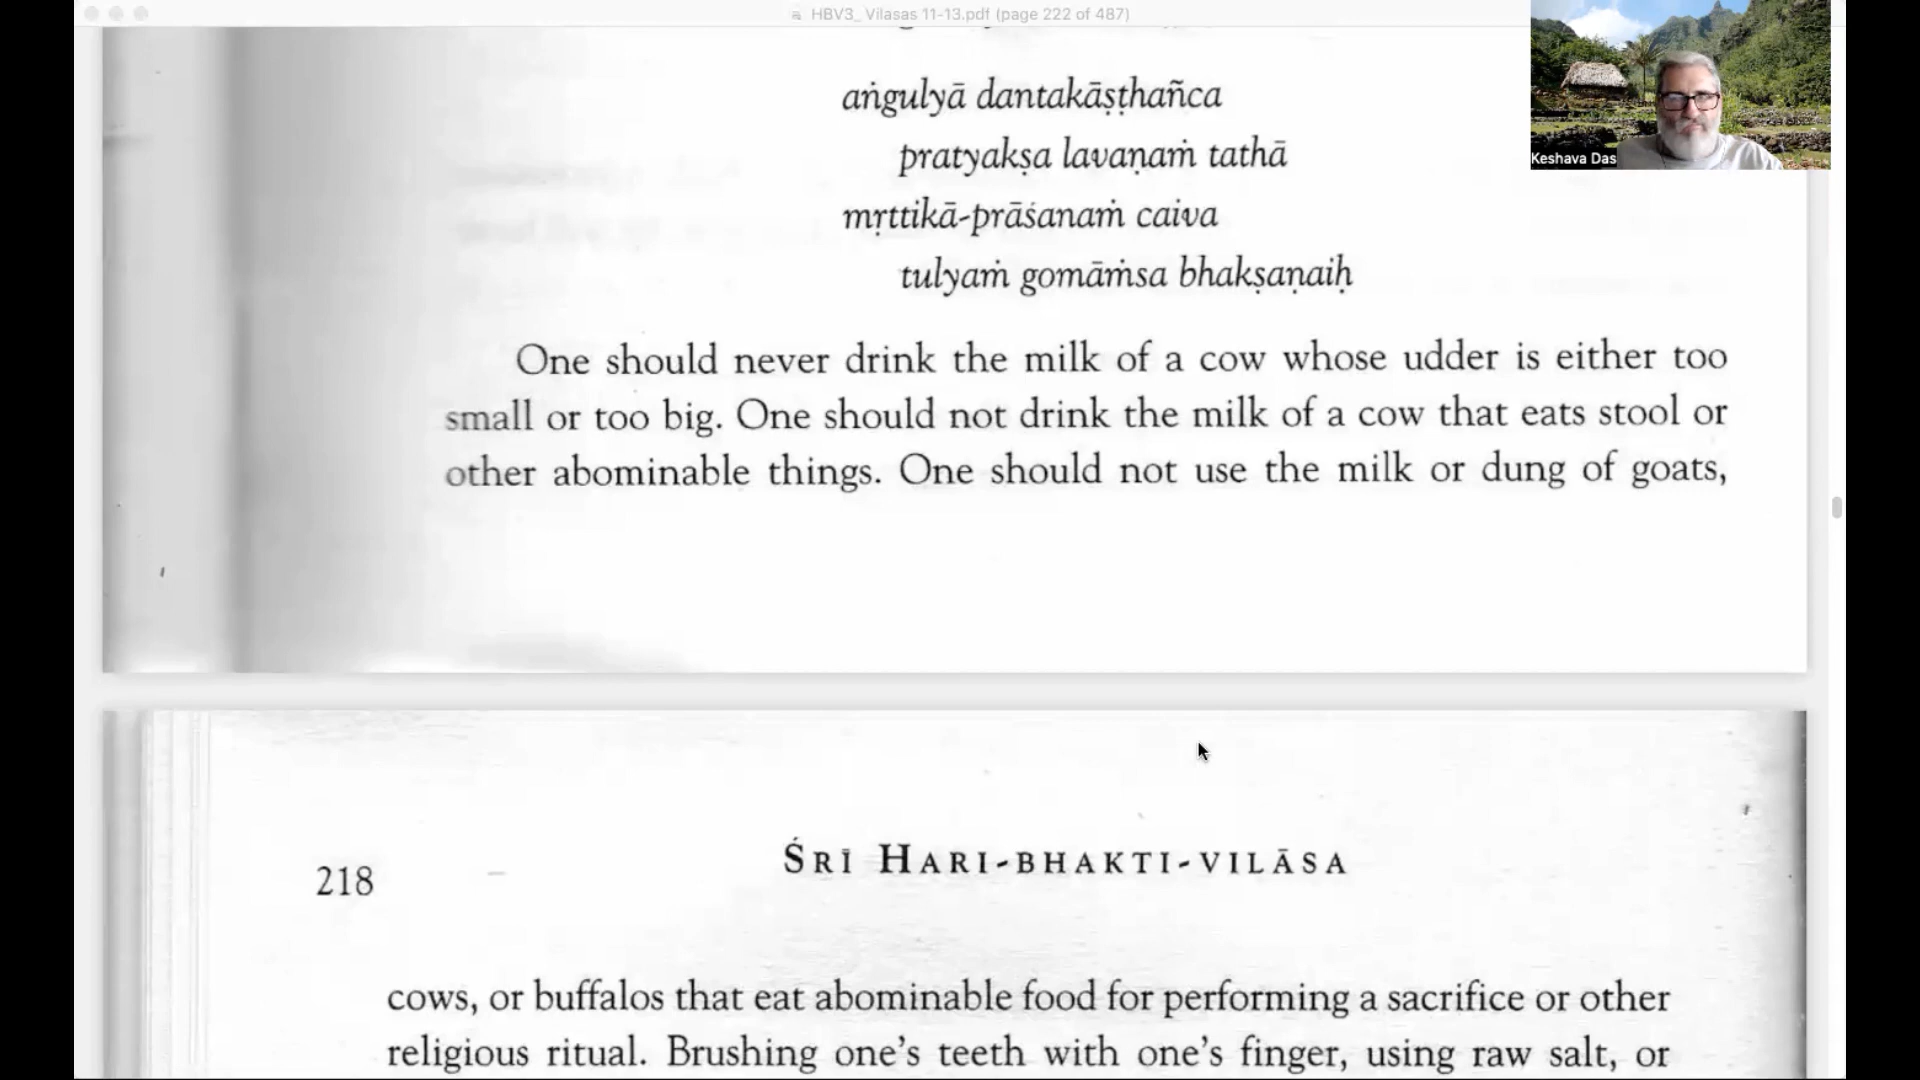 HBV3_ Vilasas 11-13.pdf (page 222 of 487)
Keshava Das
aṅgulyā dantakāṣṭhañca
pratyakṣa lavaṇaṁ tathā
mṛttikā-prāśanaṁ caiva
tulyaṁ gomāṁsa bhakṣaṇaiḥ
One should never drink the milk of a cow whose udder is either too
small or too big. One should not drink the milk of a cow that eats stool or
other abominable things. One should not use the milk or dung of goats,
218
ŚRĪ HARI-BHAKTI-VILĀSA
cows, or buffalos that eat abominable food for performing a sacrifice or other
religious ritual. Brushing one's teeth with one's finger, using raw salt, or